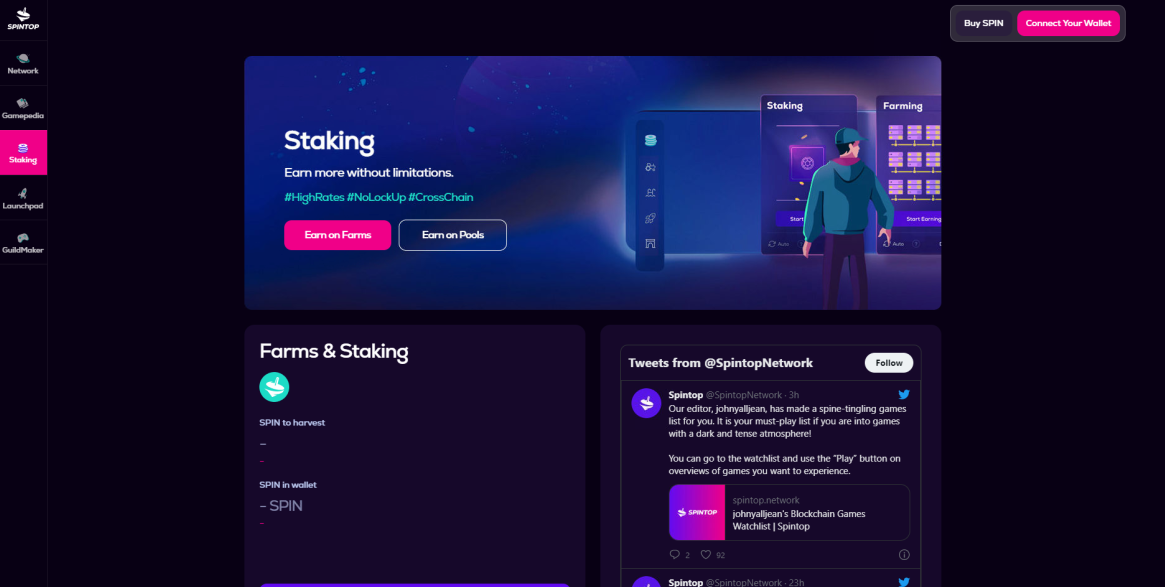 SPINTOP
Network
Gamepedia
Staking
Launchpad
GuildMaker
Buy SPIN
Connect Your Wallet
Staking
Earn more without limitations.
#HighRates #NoLockUp #CrossChain
Earn on Farms
Earn on Pools
Staking
Start
Auto
Farming
Start Earning
Auto
Farms & Staking
SPIN to harvest
-
-
SPIN in wallet
- SPIN
-
Tweets from @SpintopNetwork
Follow
Spintop @SpintopNetwork · 3h
Our editor, johnyalljean, has made a spine-tingling games
list for you. It is your must-play list if you are into games
with a dark and tense atmosphere!
You can go to the watchlist and use the “Play” button on
overviews of games you want to experience.
SPINTOP
spintop.network
johnyalljean's Blockchain Games
Watchlist | Spintop
2
92
Spintop @SpintopNetwork · 23h